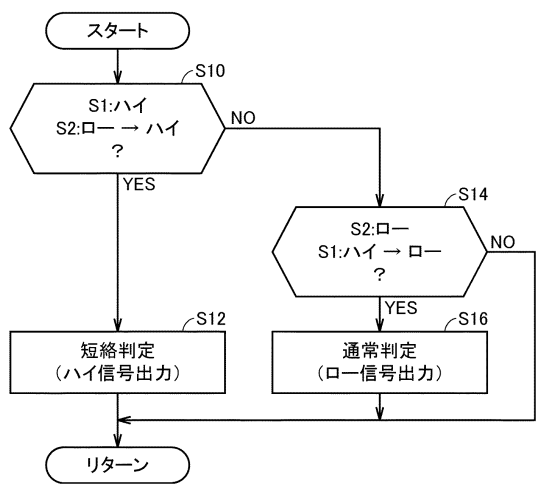 スタート
S10
S1:ハイ
S2:ロー → ハイ
?
NO
YES
S14
S2:ロー
S1:ハイ → ロー
?
NO
YES
S12
短絡判定
(ハイ信号出力)
S16
通常判定
(ロー信号出力)
リターン